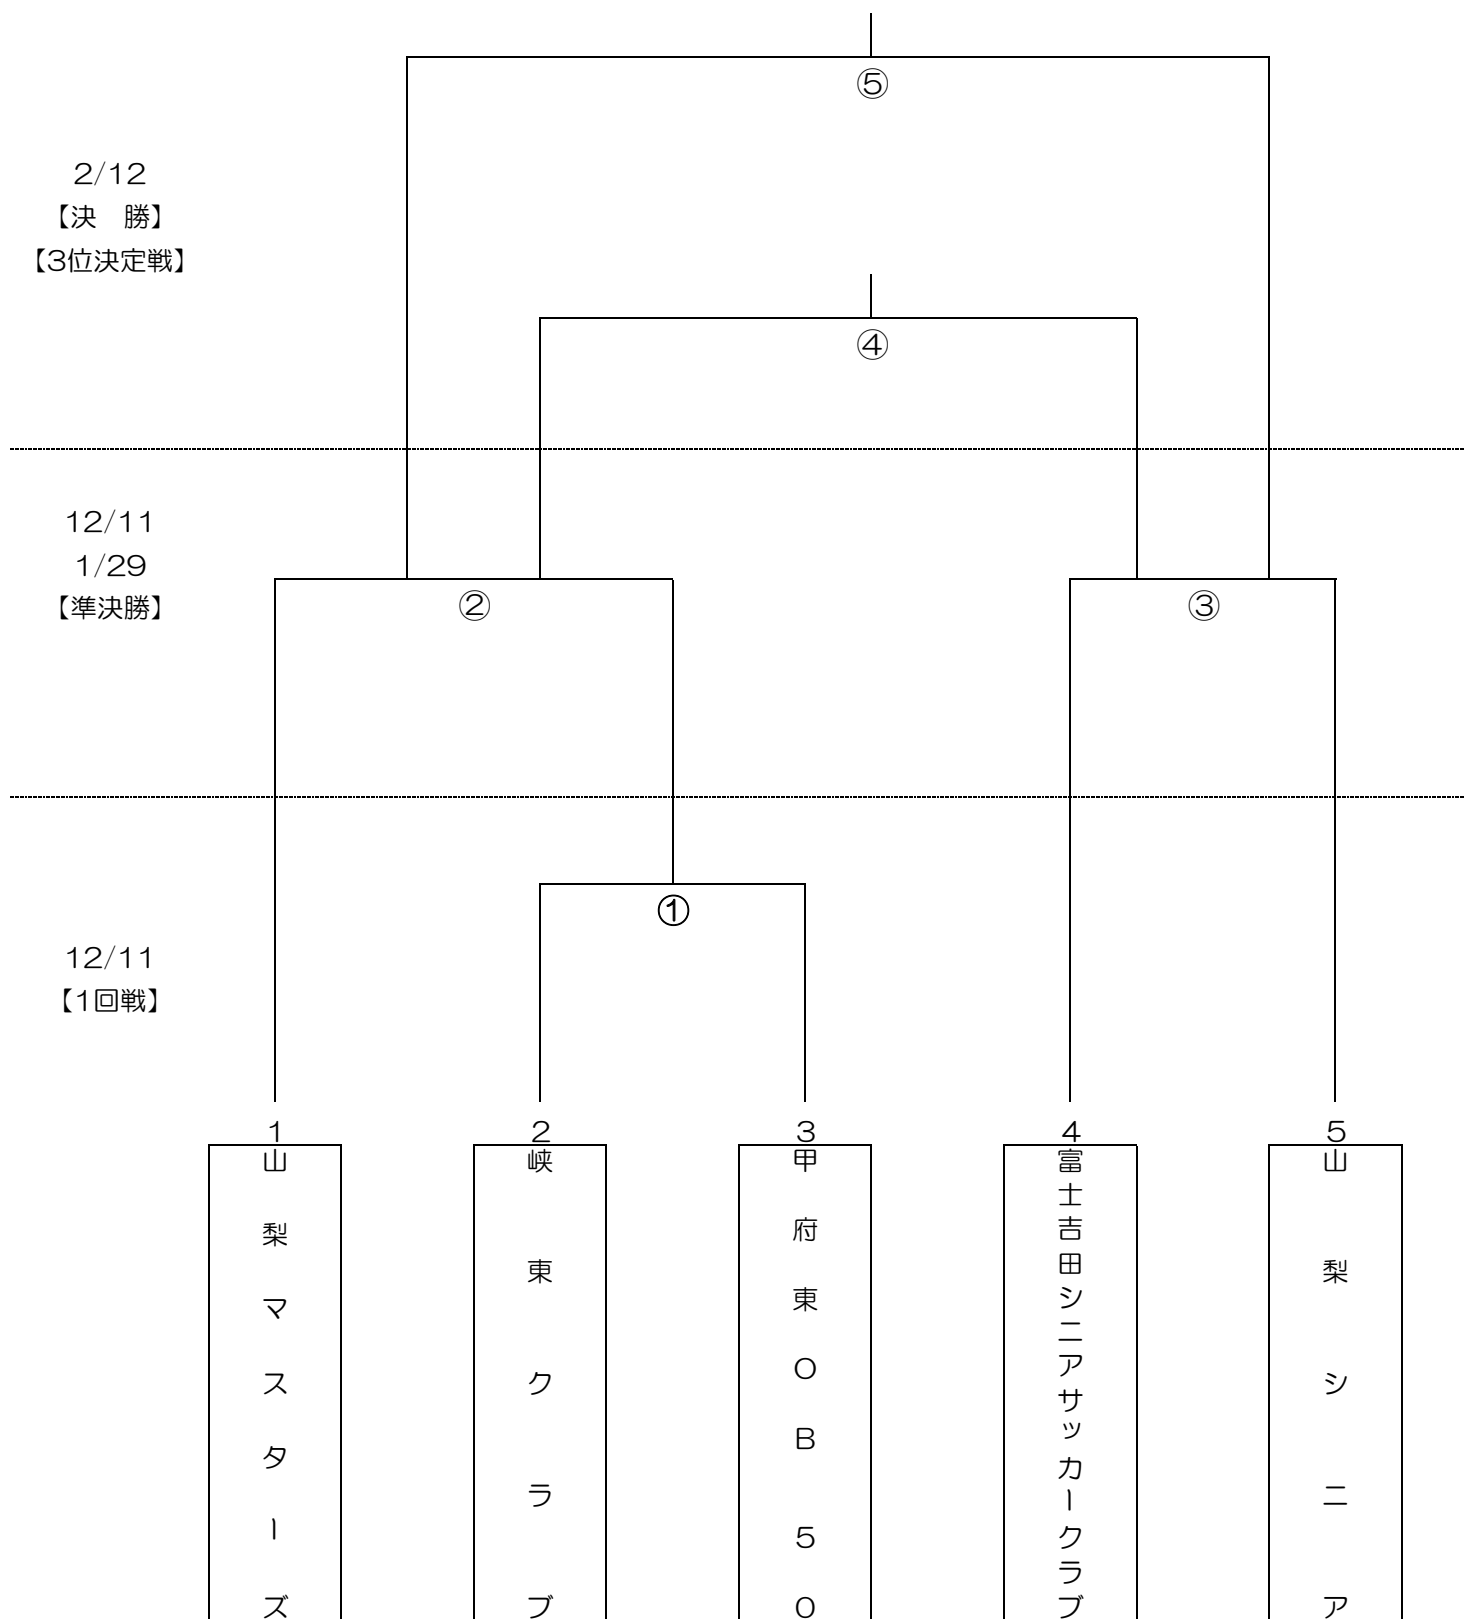 ⑤
2/12
【決　勝】
【3位決定戦】
④
12/11
1/29
【準決勝】
②
③
①
12/11
【1回戦】
1
2
3
4
5
山梨マスターズ
峡東クラブ
甲府東OB 50
富士吉田シニアサッカークラブ
山梨シニア